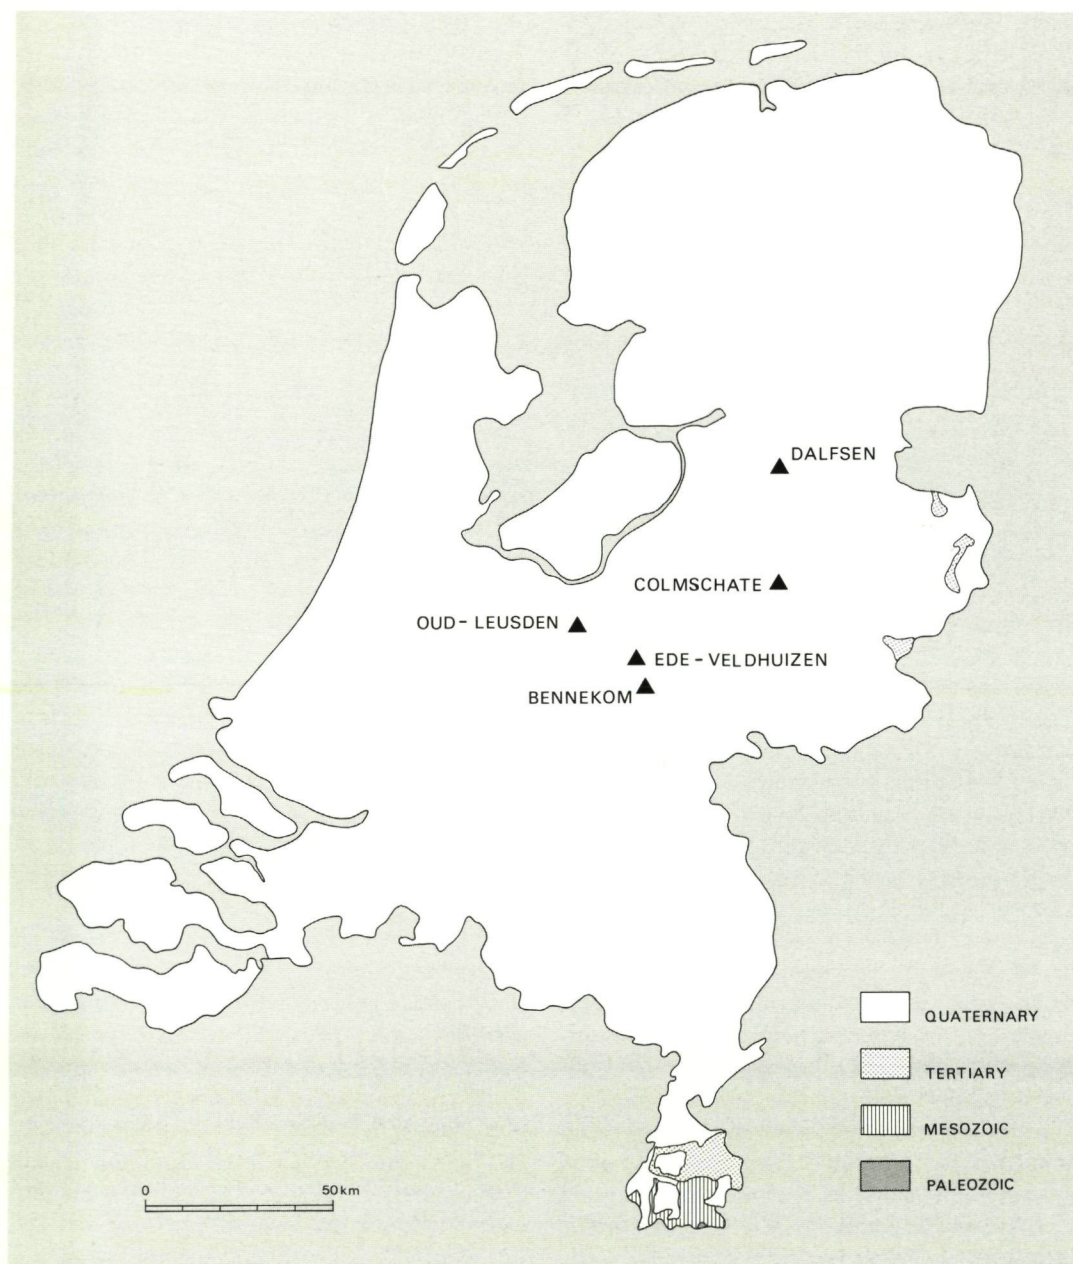 DALFSEN
COLMSCHATE
OUD- LEUSDEN
EDE - VELDHUIZEN
BENNEKOM
QUATERNARY
TERTIARY
MESOZOIC
PALEOZOIC
0 50km